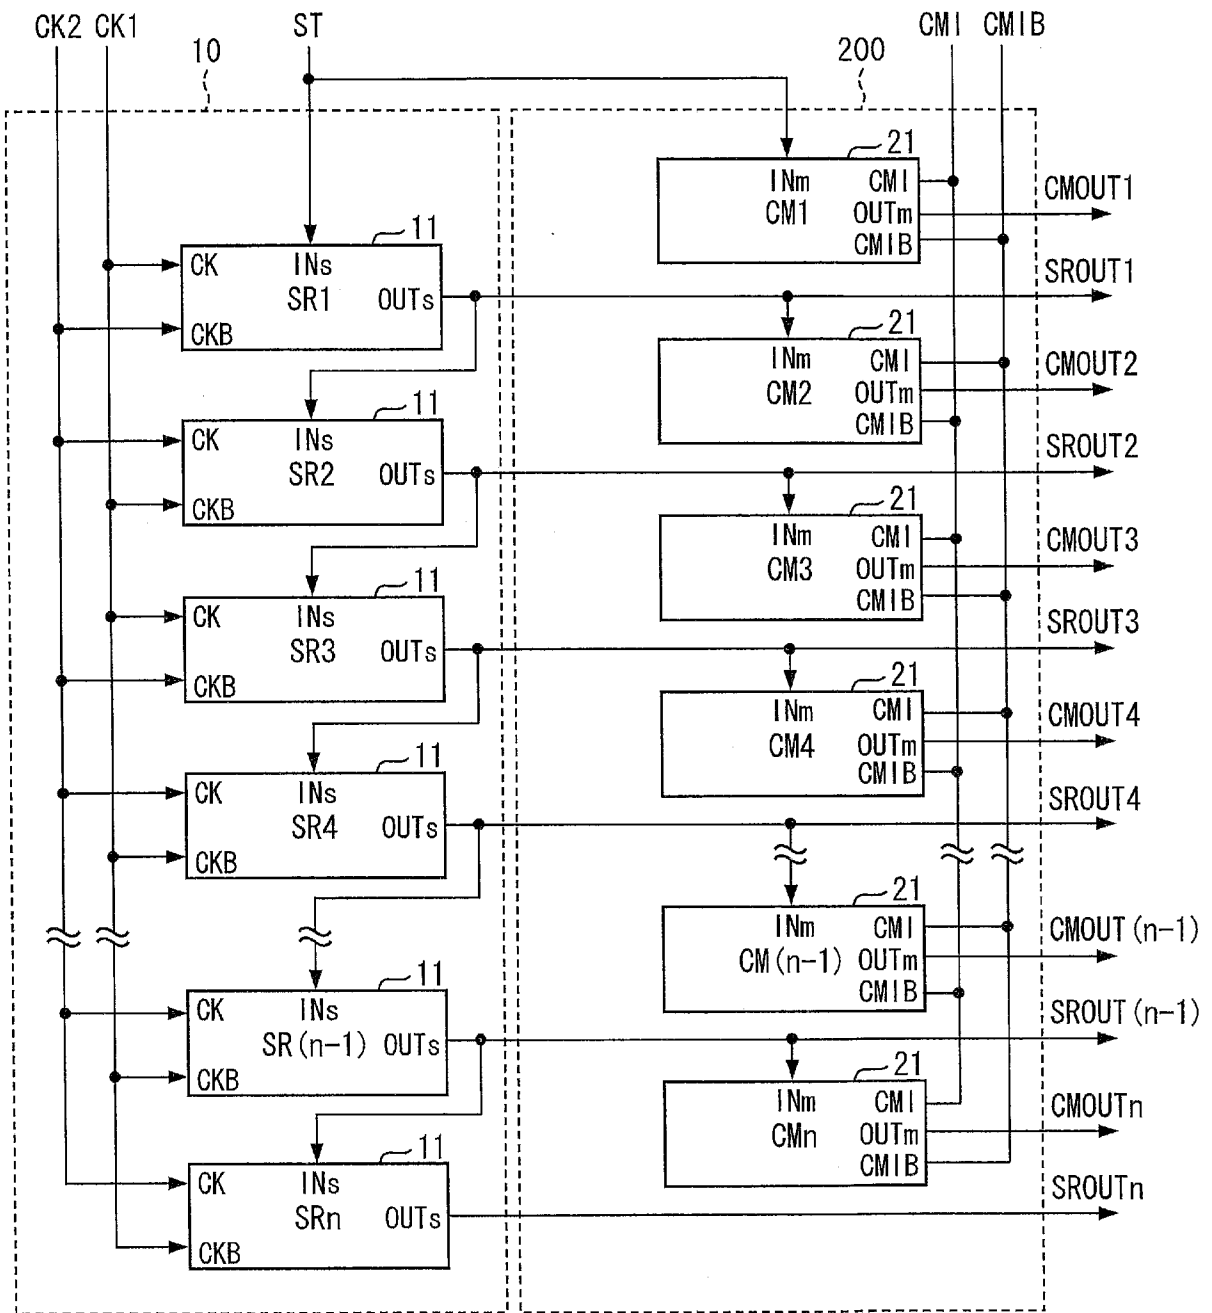 CK2 CK1 ST CMI CMIB
10 200
21
INm CMI
CM1 OUTm CMOUT1
CMIB
11
CK INs
SR1 OUTs SROUT1
CKB
21
INm CMI
CM2 OUTm CMOUT2
CMIB
11
CK INs
SR2 OUTs SROUT2
CKB
21
INm CMI
CM3 OUTm CMOUT3
CMIB
11
CK INs
SR3 OUTs SROUT3
CKB
21
INm CMI
CM4 OUTm CMOUT4
CMIB
11
CK INs
SR4 OUTs SROUT4
CKB
21
INm CMI
CM(n-1) OUTm CMOUT(n-1)
CMIB
11
CK INs
SR(n-1) OUTs SROUT(n-1)
CKB
21
INm CMI
CMn OUTm CMOUTn
CMIB
11
CK INs
SRn OUTs SROUTn
CKB